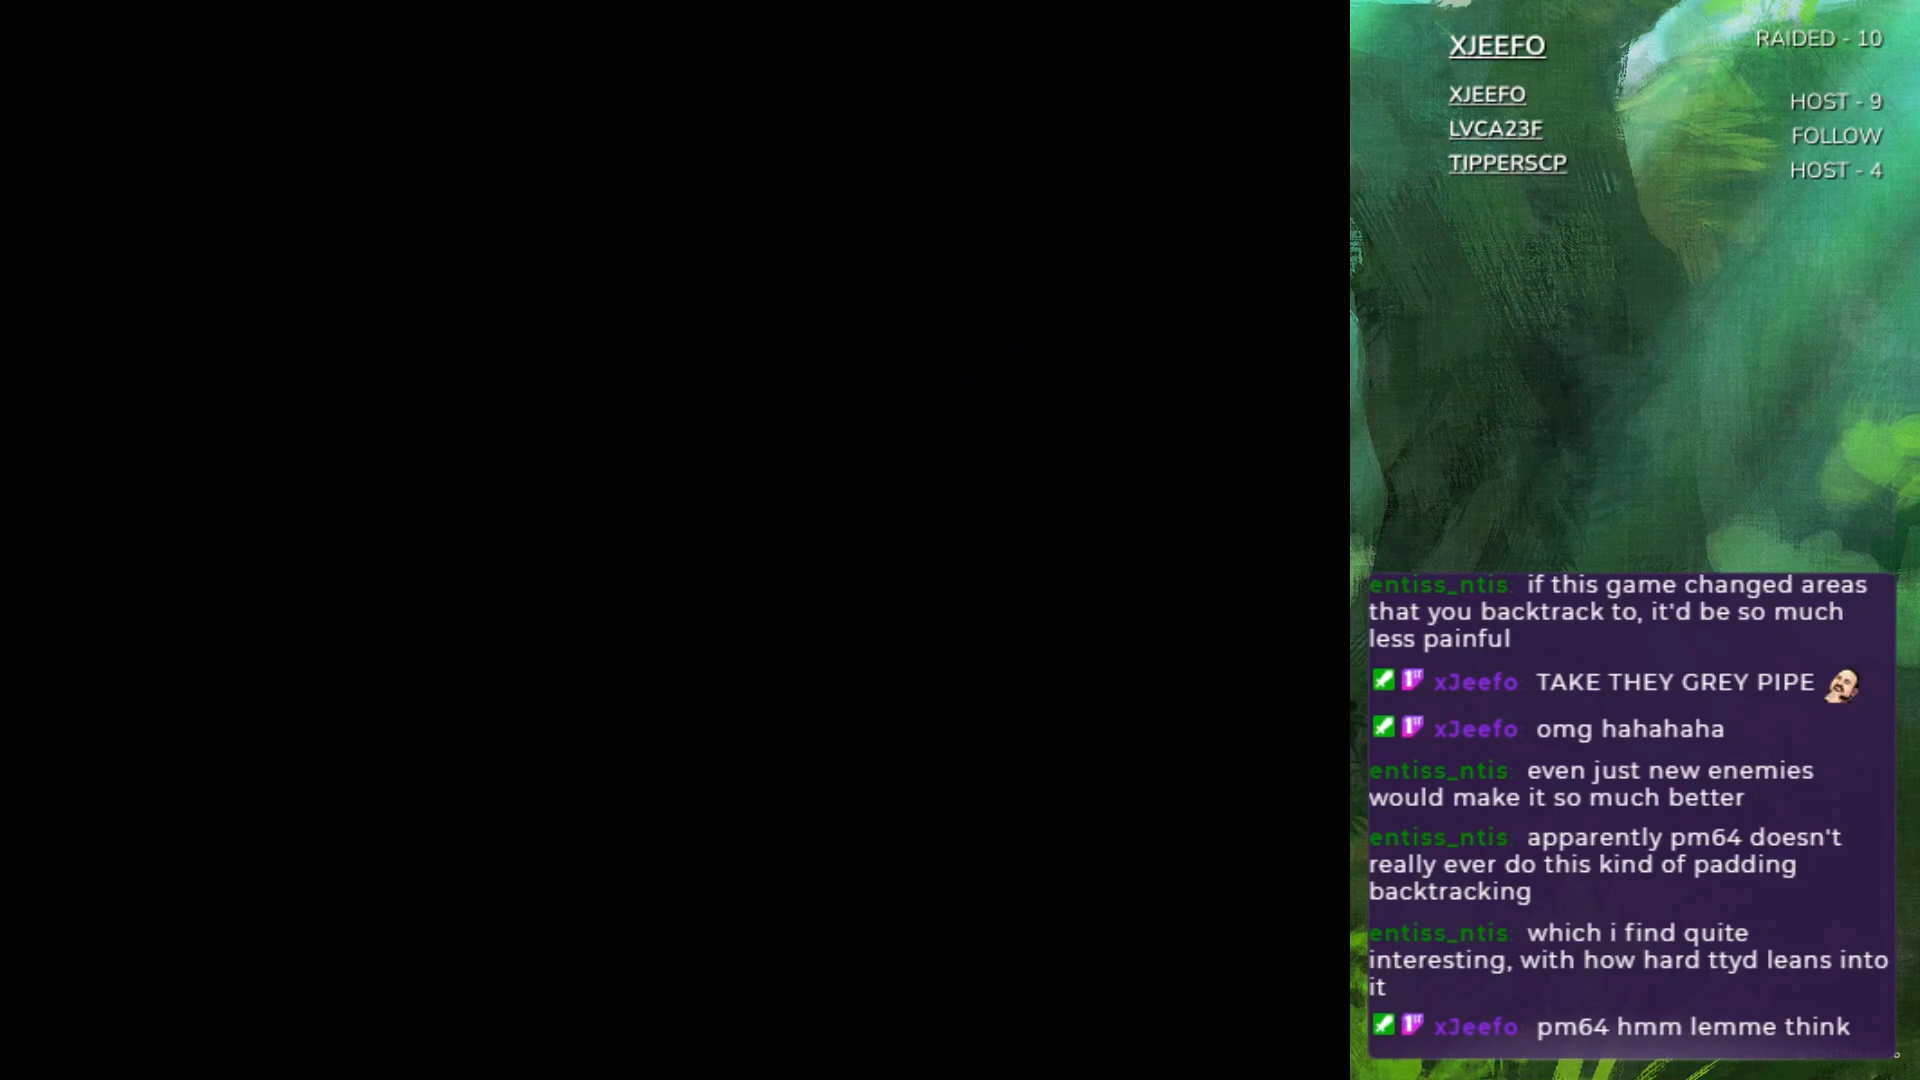 XJEEFO RAIDED - 10
XJEEFO HOST - 9
LVCA23F FOLLOW
TIPPERSCP HOST - 4
entiss_ntis: if this game changed areas
that you backtrack to, it'd be so much
less painful
xJeefo: TAKE THEY GREY PIPE
xJeefo: omg hahahaha
entiss_ntis: even just new enemies
would make it so much better
entiss_ntis: apparently pm64 doesn't
really ever do this kind of padding
backtracking
entiss_ntis: which i find quite
interesting, with how hard ttyd leans into
it
xJeefo: pm64 hmm lemme think